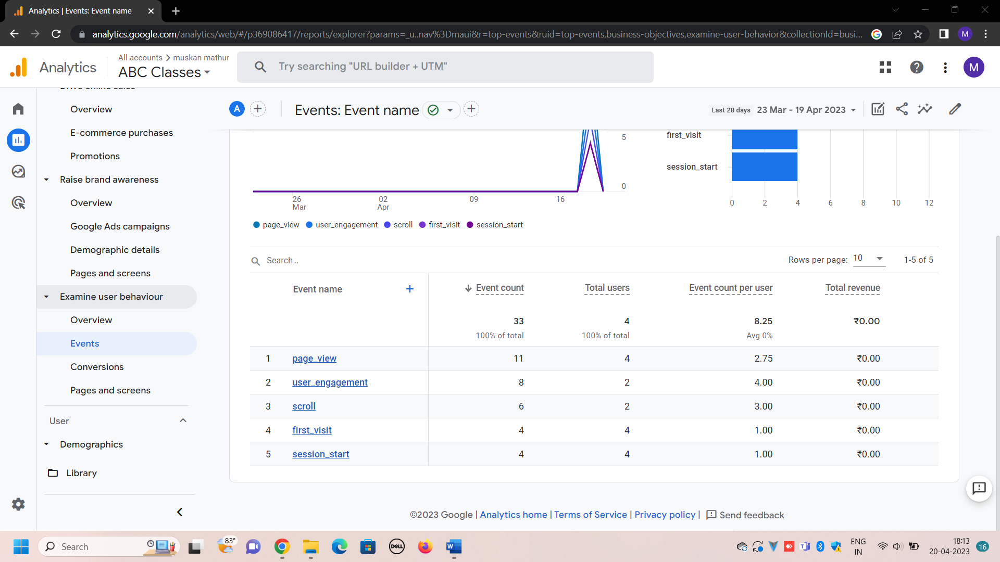 Analytics | Events: Event name
analytics.google.com/analytics/web/#/p369086417/reports/explorer?params=_u..nav%3Dmaui&r=top-events&ruid=top-events,business-objectives,examine-user-behavior&collectionId=busi...
M
Analytics
All accounts > muskan mathur
ABC Classes
Try searching "URL builder + UTM"
M
Drive online sales
Overview
E-commerce purchases
Promotions
Raise brand awareness
Overview
Google Ads campaigns
Demographic details
Pages and screens
Examine user behaviour
Overview
Events
Conversions
Pages and screens
User
Demographics
Library
A
Events: Event name
Last 28 days 23 Mar - 19 Apr 2023
5
0
26 02 09 16
Mar Apr
page_view user_engagement scroll first_visit session_start
first_visit
session_start
0 2 4 6 8 10 12
Search...
Rows per page: 10 1-5 of 5
Event name + Event count Total users Event count per user Total revenue
33 4 8.25 ₹0.00
100% of total 100% of total Avg 0%
1 page_view 11 4 2.75 ₹0.00
2 user_engagement 8 2 4.00 ₹0.00
3 scroll 6 2 3.00 ₹0.00
4 first_visit 4 4 1.00 ₹0.00
5 session_start 4 4 1.00 ₹0.00
©2023 Google | Analytics home | Terms of Service | Privacy policy | Send feedback
Search
83°
DELL
ENG
IN
18:13
20-04-2023
16